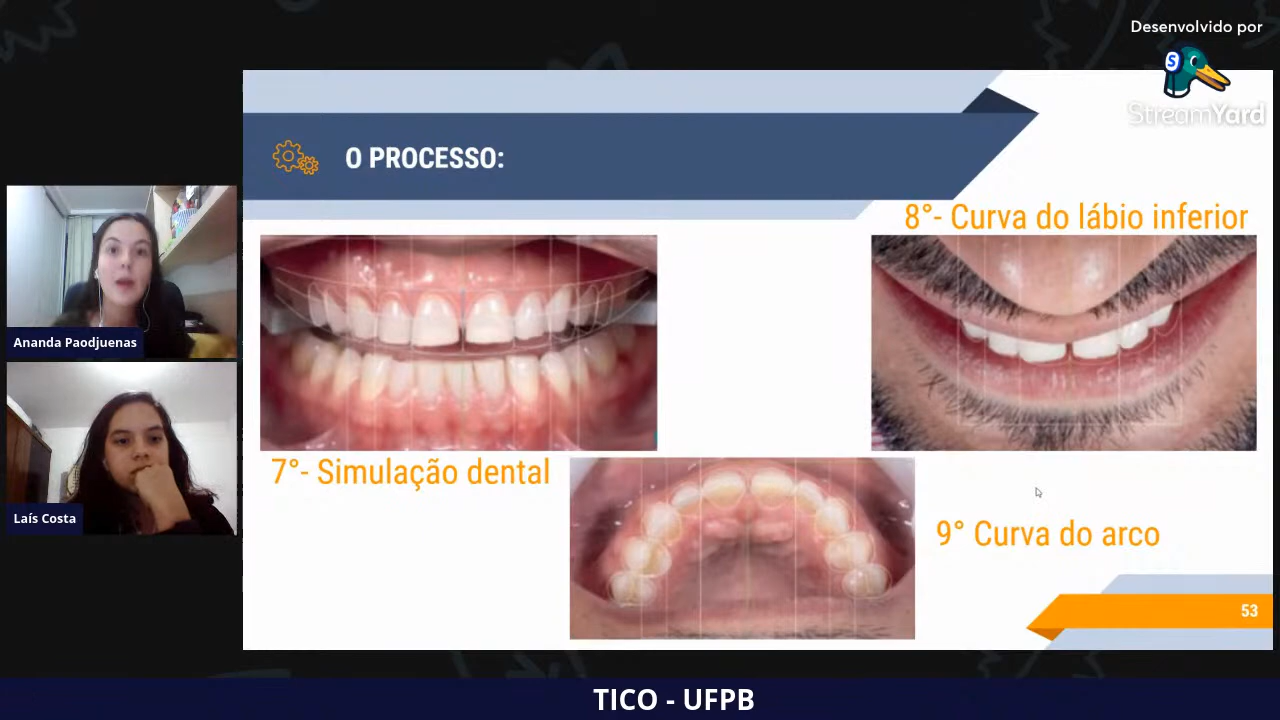 Desenvolvido por
S
StreamYard
O PROCESSO:
8°- Curva do lábio inferior
Ananda Paodjuenas
7°- Simulação dental
Laís Costa
9° Curva do arco
53
TICO - UFPB